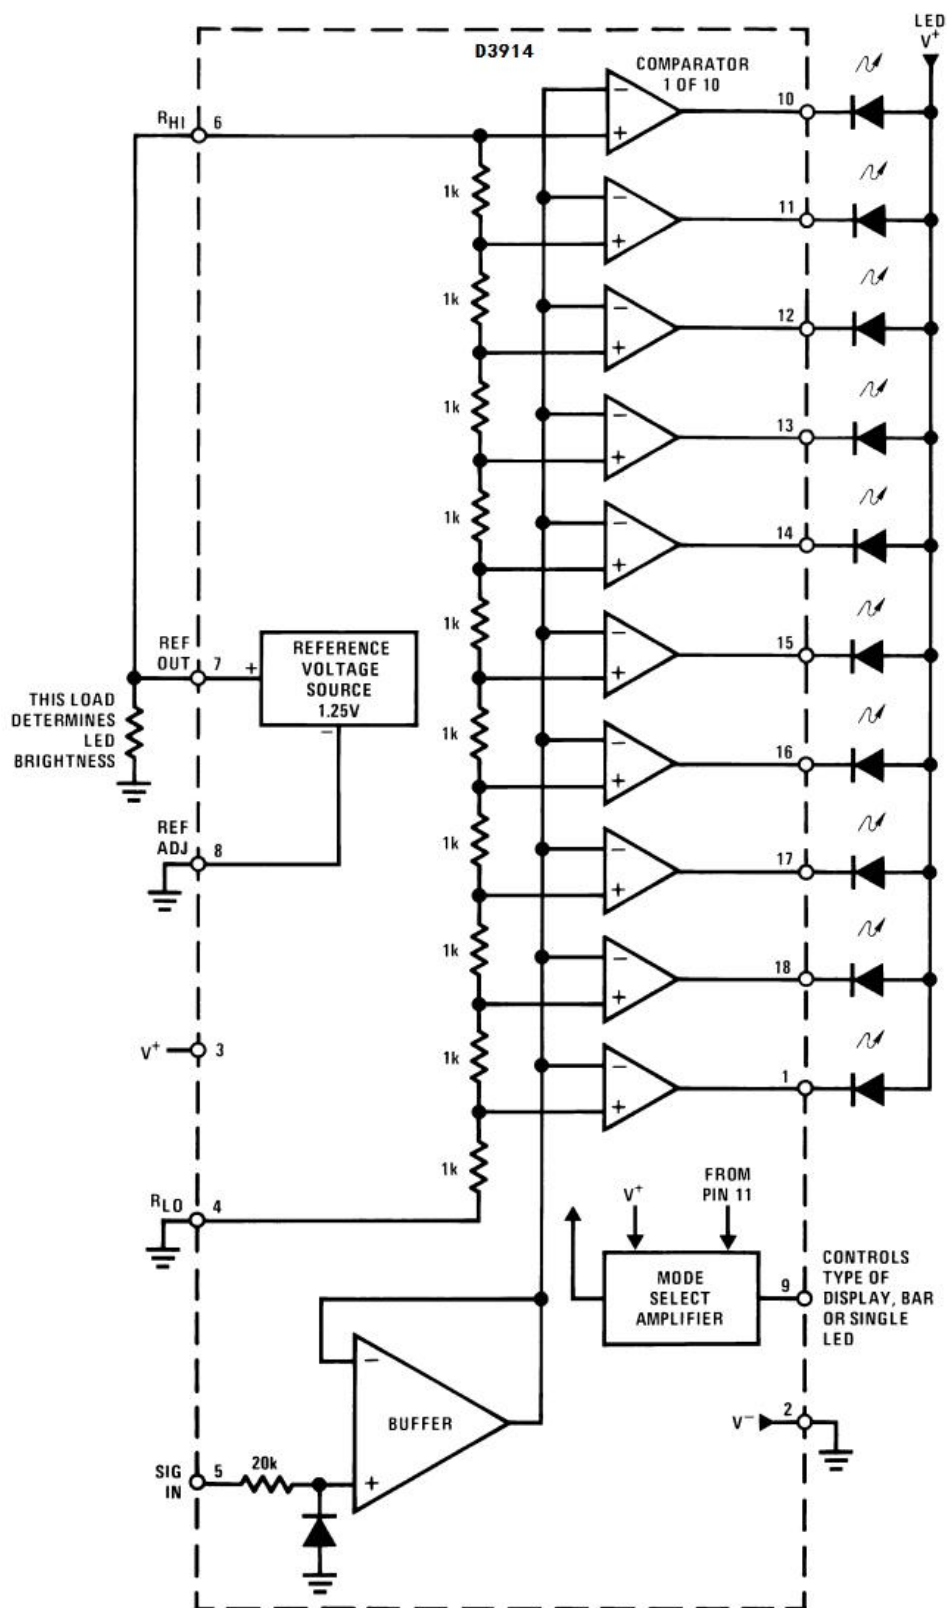 LED
V+
D3914
COMPARATOR
1 OF 10
−
+
10
RHI
6
1k
−
+
11
1k
−
+
12
1k
−
+
13
1k
−
+
14
1k
−
+
15
REF
OUT
7
+
REFERENCE
VOLTAGE
SOURCE
1.25V
−
THIS LOAD
DETERMINES
LED
BRIGHTNESS
1k
−
+
16
REF
ADJ
8
1k
−
+
17
1k
−
+
18
V+
3
1k
−
+
1
1k
RLO
4
V+
FROM
PIN 11
MODE
SELECT
AMPLIFIER
9
CONTROLS
TYPE OF
DISPLAY, BAR
OR SINGLE
LED
−
BUFFER
+
V−
2
SIG
IN
5
20k